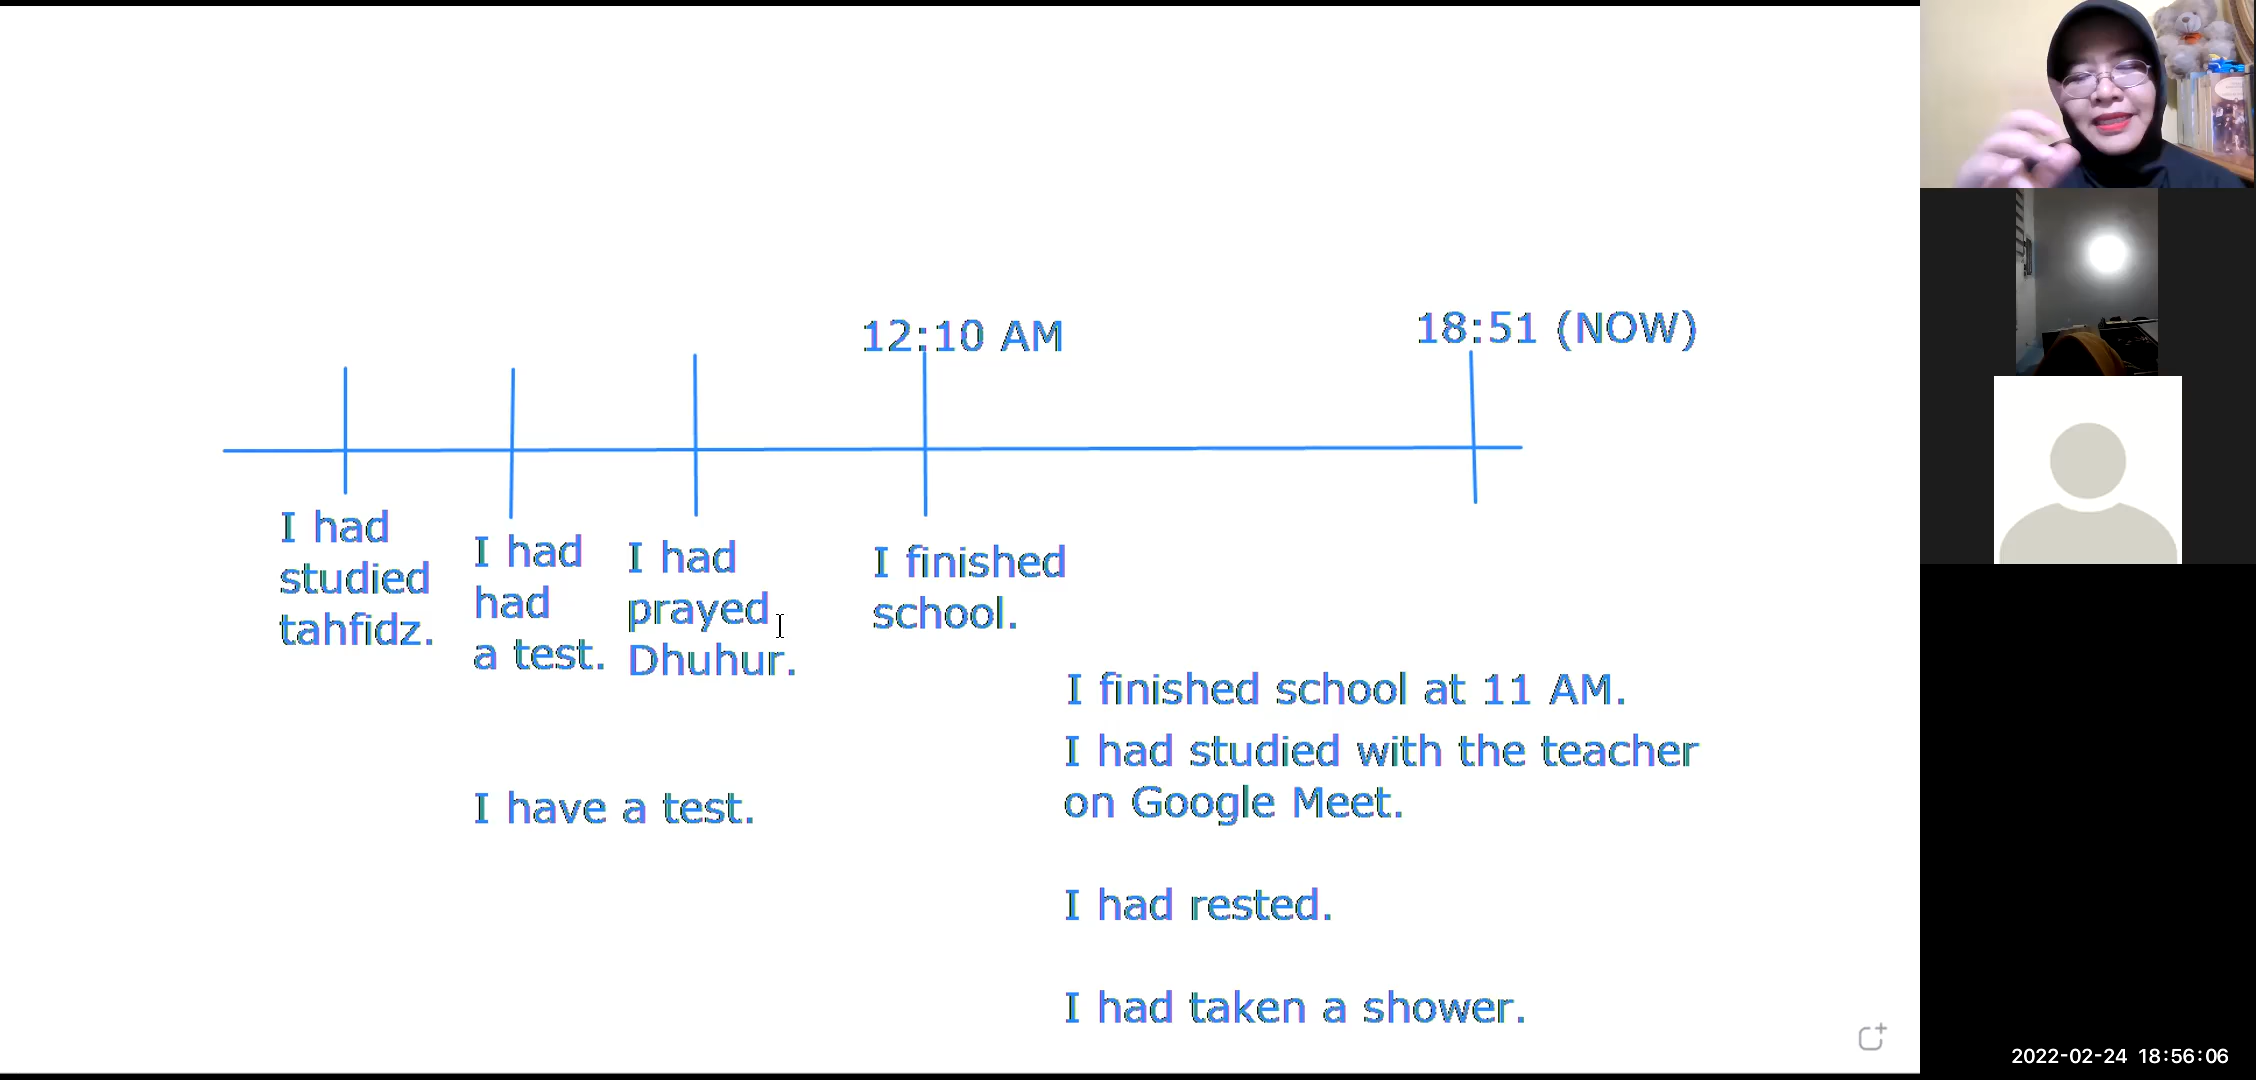 12:10 AM
18:51 (NOW)
I had
studied
tahfidz.
I had
had
a test.
I had
prayed
Dhuhur.
I finished
school.
I finished school at 11 AM.
I had studied with the teacher
on Google Meet.
I have a test.
I had rested.
I had taken a shower.
2022-02-24 18:56:06